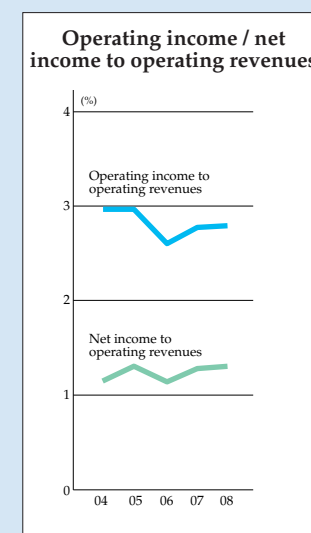 Operating income / net
income to operating revenues
(%)
4
Operating income to
operating revenues
3
2
Net income to
operating revenues
1
0
04 05 06 07 08